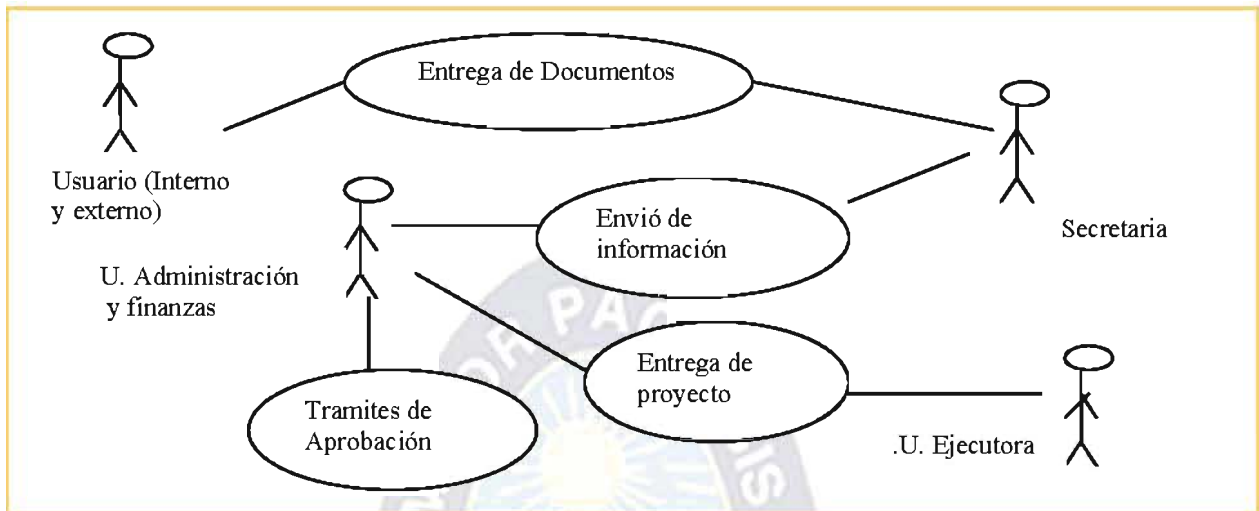 Entrega de Documentos
Usuario (Interno
y externo)
Envió de
información
Secretaria
U. Administración
y finanzas
Entrega de
proyecto
Tramites de
Aprobación
.U. Ejecutora